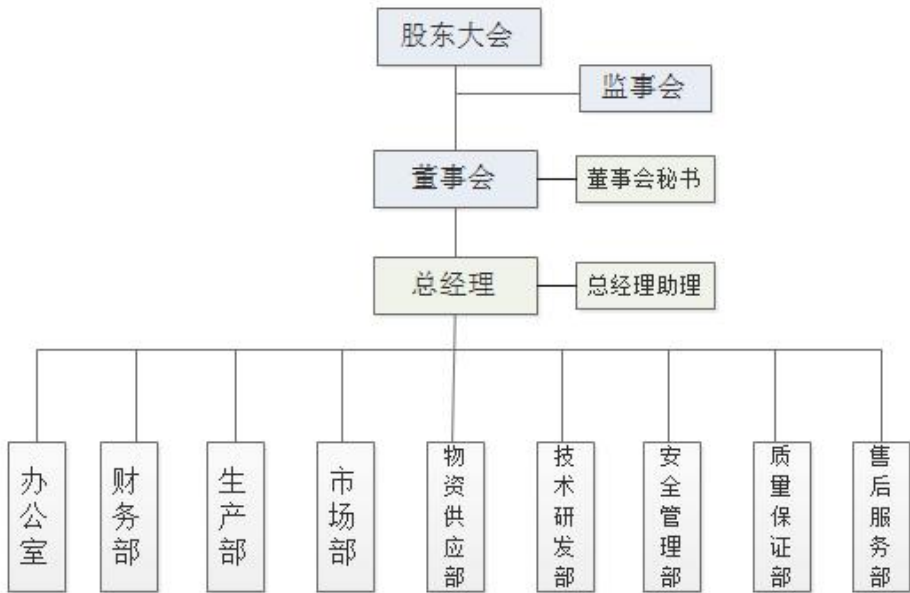 股东大会
监事会
董事会
董事会秘书
总经理
总经理助理
办公室
财务部
生产部
市场部
物资供应部
技术研发部
安全管理部
质量保证部
售后服务部